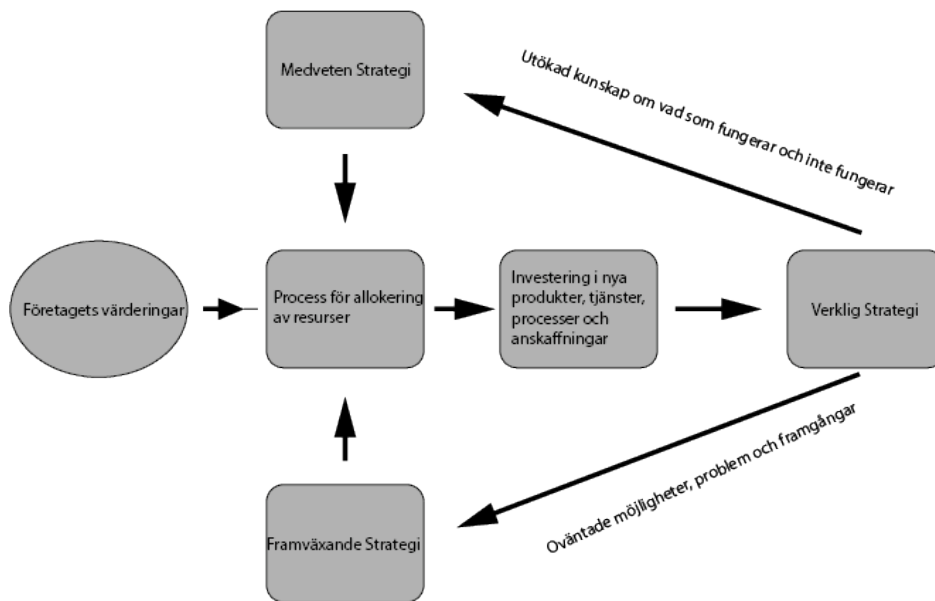 Medveten Strategi
Utökad kunskap om vad som fungerar och inte fungerar
Företagets värderingar
Process för allokering
av resurser
Investering i nya
produkter, tjänster,
processer och
anskaffningar
Verklig Strategi
Oväntade möjligheter, problem och framgångar
Framväxande Strategi